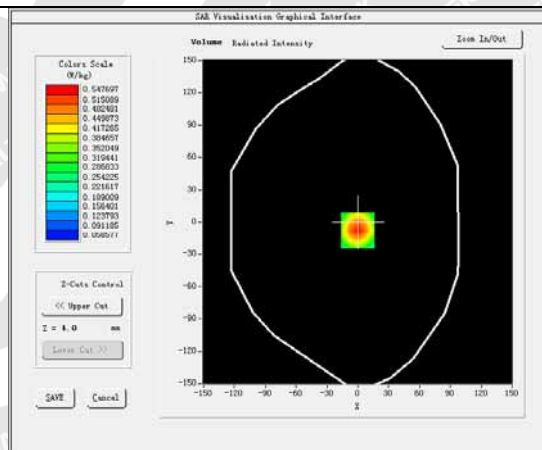 SAR Visualisation Graphical Interface
Volume Radiated Intensity
Zoom In/Out
Colors Scale
(W/kg)
0.547697
0.515089
0.482481
0.449873
0.417265
0.384657
0.352049
0.319441
0.286833
0.254225
0.221617
0.189009
0.156401
0.123793
0.091185
0.058577
Z-Cuts Control
<< Upper Cut
Z = 4.0 mm
Lower Cut >>
SAVE
Cancel
150
120
90
60
30
0
-30
-60
-90
-120
-150
Y
-150 -120 -90 -60 -30 0 30 60 90 120 150
X